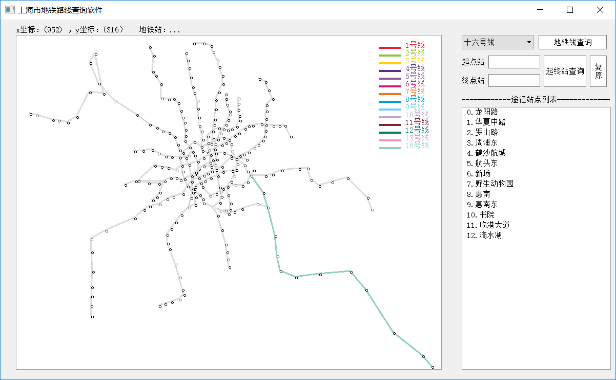 上海市地铁路线查询软件
x坐标:(052) , y坐标:(516) 地铁站:...
1号线
2号线
3号线
4号线
5号线
6号线
7号线
8号线
9号线
10号线
11号线
12号线
13号线
16号线
十六号线
地铁线查询
起点站
终点站
起终站查询
复原
------------途记站点列表------------
0.龙阳路
1.华夏中路
2.罗山路
3.周浦东
4.鹤沙航城
5.航头东
6.新场
7.野生动物园
8.惠南
9.惠南东
10.书院
11.临港大道
12.滴水湖